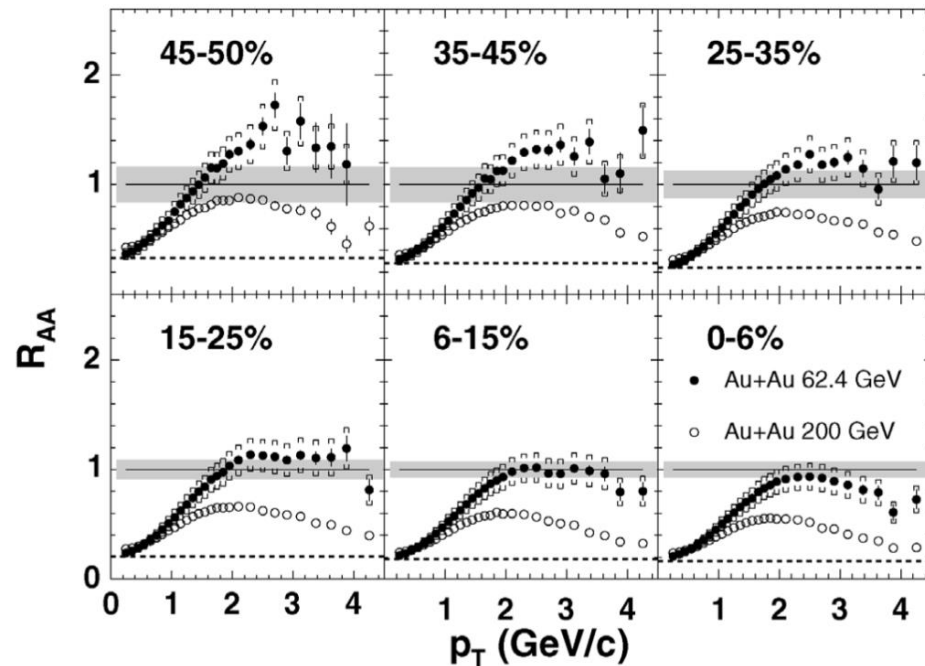 45-50% 35-45% 25-35%
2
1
R_AA
15-25% 6-15% 0-6%
2
Au+Au 62.4 GeV
Au+Au 200 GeV
1
0
0 1 2 3 4 1 2 3 4 1 2 3 4
p_T (GeV/c)